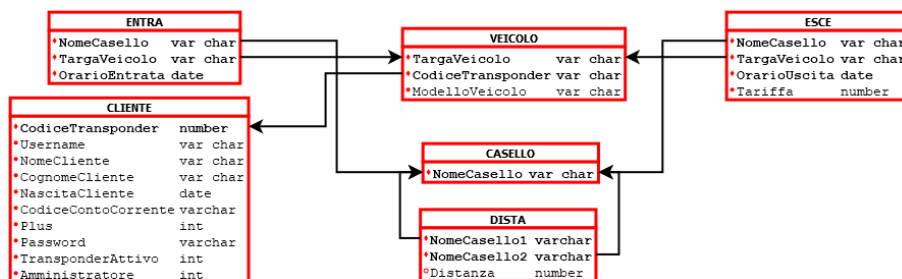 ENTRA
NomeCasello var char
TargaVeicolo var char
OrarioEntrata date
VEICOLO
TargaVeicolo var char
CodiceTransponder var char
ModelloVeicolo var char
ESCE
NomeCasello var char
TargaVeicolo var char
OrarioUscita date
Tariffa number
CLIENTE
CodiceTransponder number
Username var char
NomeCliente var char
CognomeCliente var char
NascitaCliente date
CodiceContoCorrente varchar
Plus int
Password varchar
TransponderAttivo int
Amministratore int
CASELLO
NomeCasello var char
DISTA
NomeCasello1 varchar
NomeCasello2 varchar
Distanza number